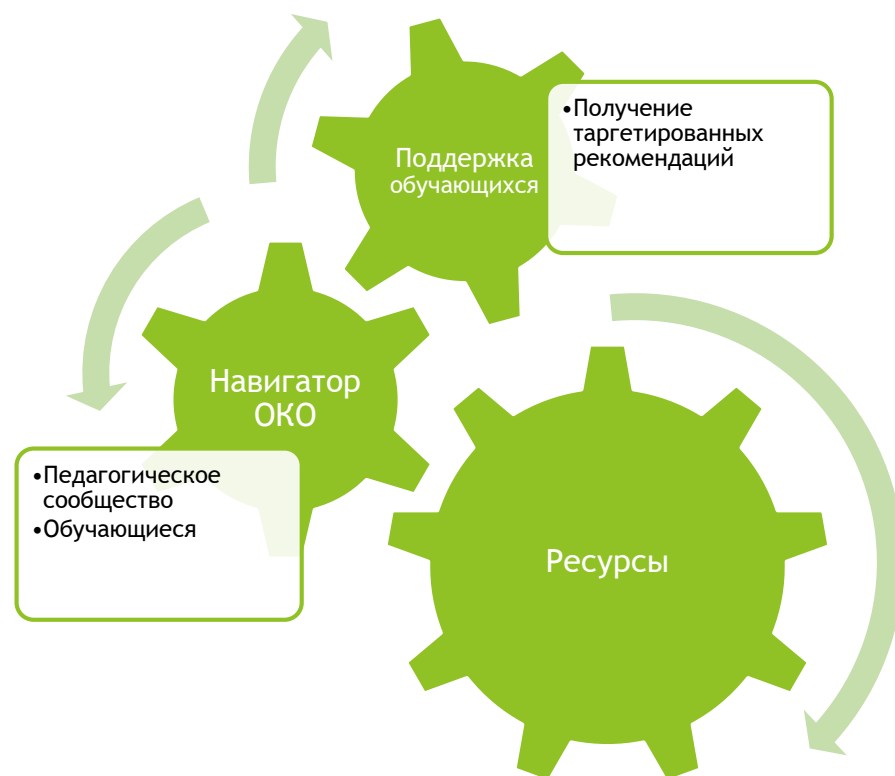 Поддержка
обучающихся
•Получение
таргетированных
рекомендаций
Навигатор
ОКО
•Педагогическое
сообщество
•Обучающиеся
Ресурсы